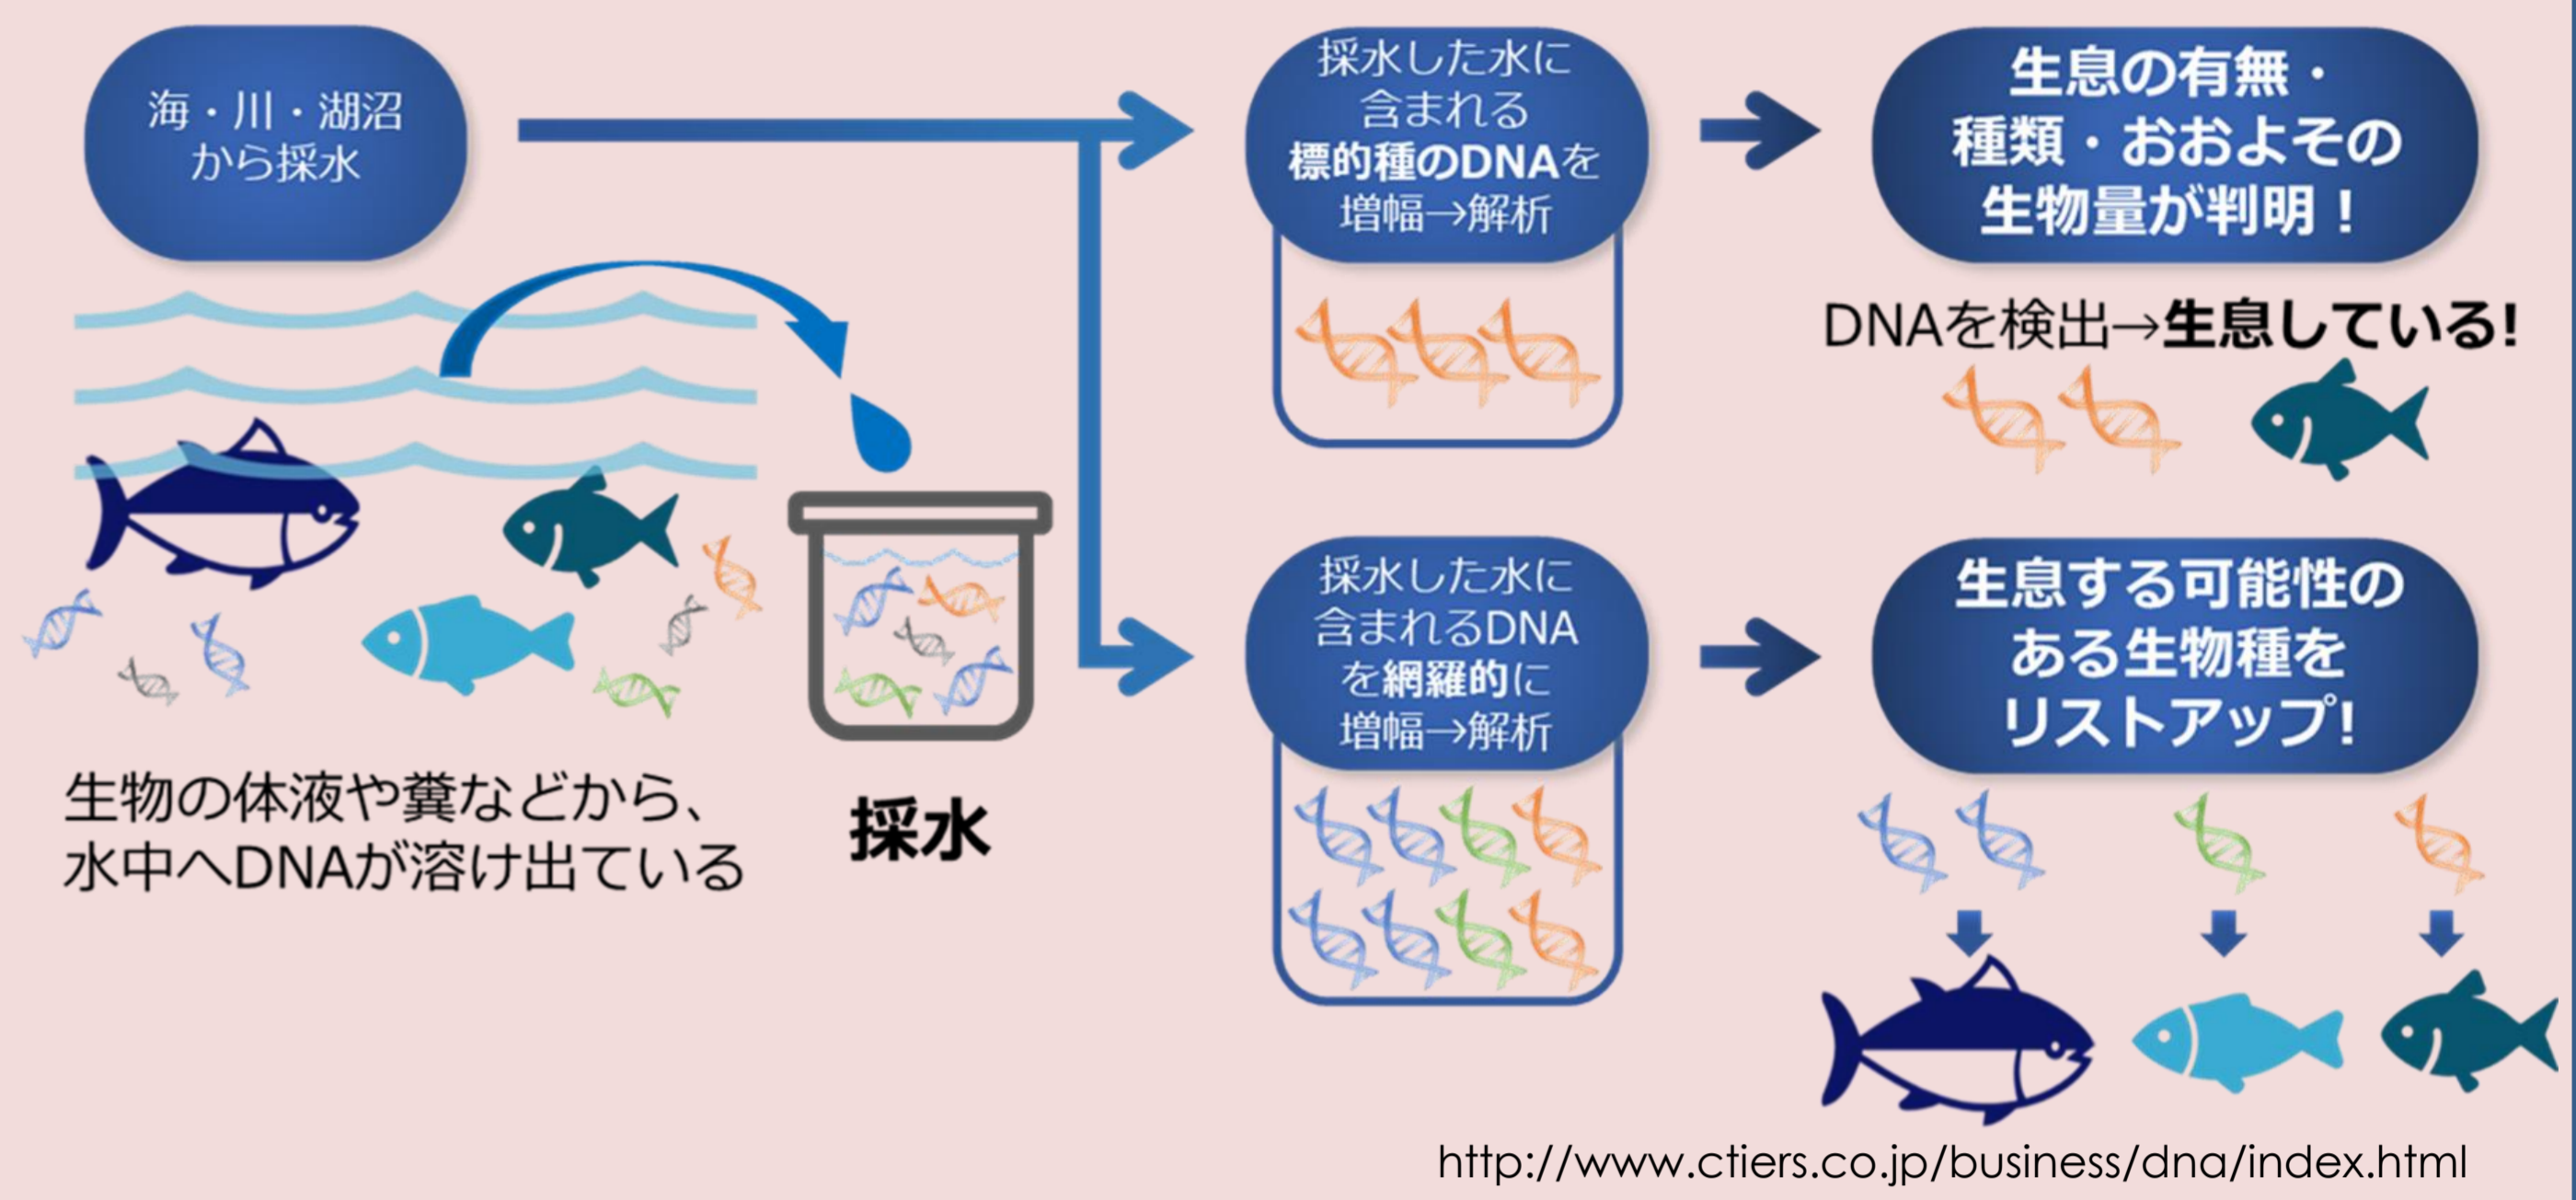 海・川・湖沼
から採水
採水した水に
含まれる
標的種のDNAを
増幅→解析
生息の有無・
種類・おおよその
生物量が判明！
DNAを検出→生息している!
採水した水に
含まれるDNA
を網羅的に
増幅→解析
生息する可能性の
ある生物種を
リストアップ!
生物の体液や糞などから、
水中へDNAが溶け出ている
採水
http://www.ctiers.co.jp/business/dna/index.html